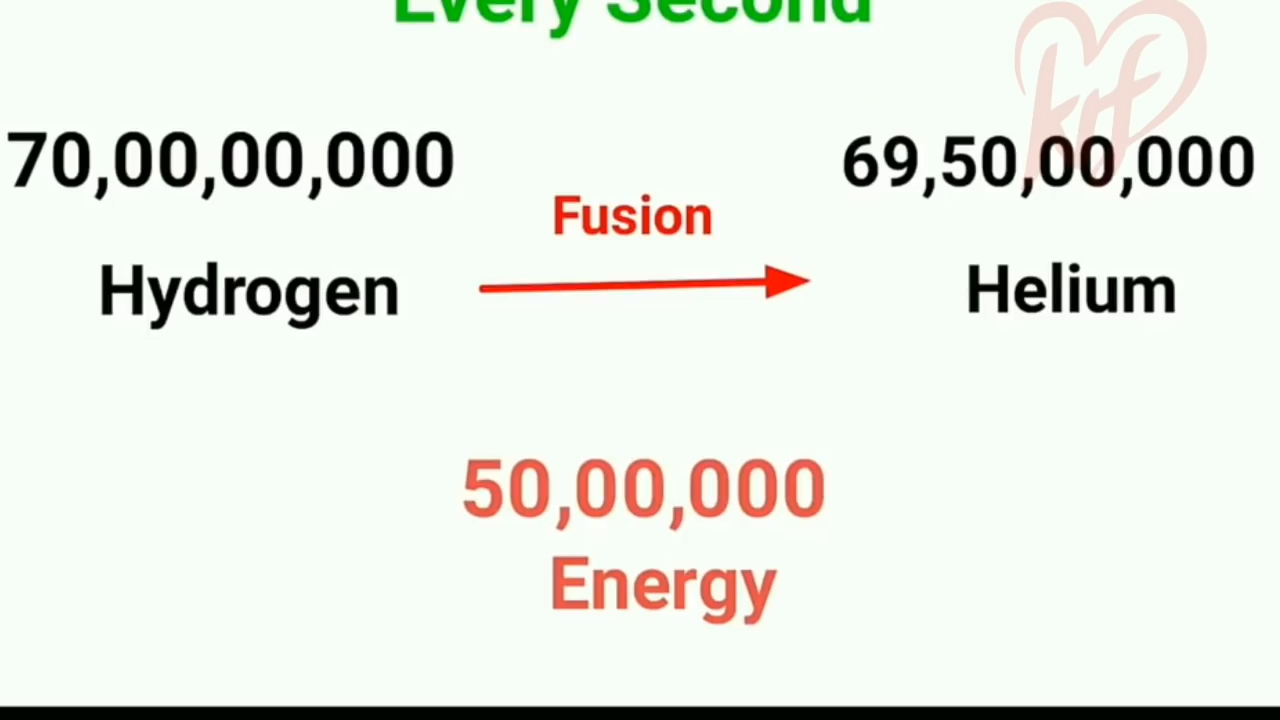 Every Second
70,00,00,000
69,50,00,000
Fusion
Hydrogen
Helium
50,00,000
Energy